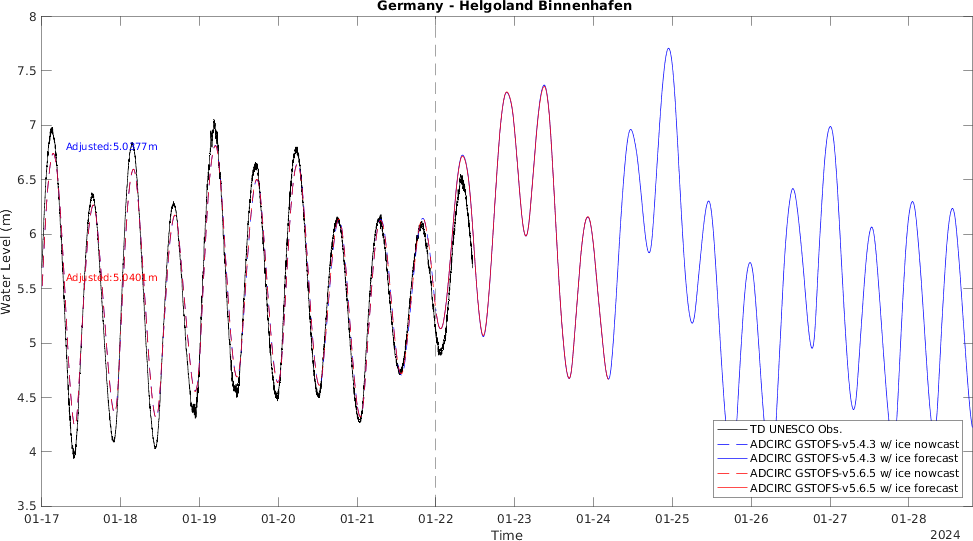 Germany - Helgoland Binnenhafen
8
7.5
7
6.5
6
5.5
5
4.5
4
3.5
Water Level (m)
Adjusted:5.0377m
Adjusted:5.0401m
TD UNESCO Obs.
ADCIRC GSTOFS-v5.4.3 w/ ice nowcast
ADCIRC GSTOFS-v5.4.3 w/ ice forecast
ADCIRC GSTOFS-v5.6.5 w/ ice nowcast
ADCIRC GSTOFS-v5.6.5 w/ ice forecast
01-17 01-18 01-19 01-20 01-21 01-22 01-23 01-24 01-25 01-26 01-27 01-28
Time
2024